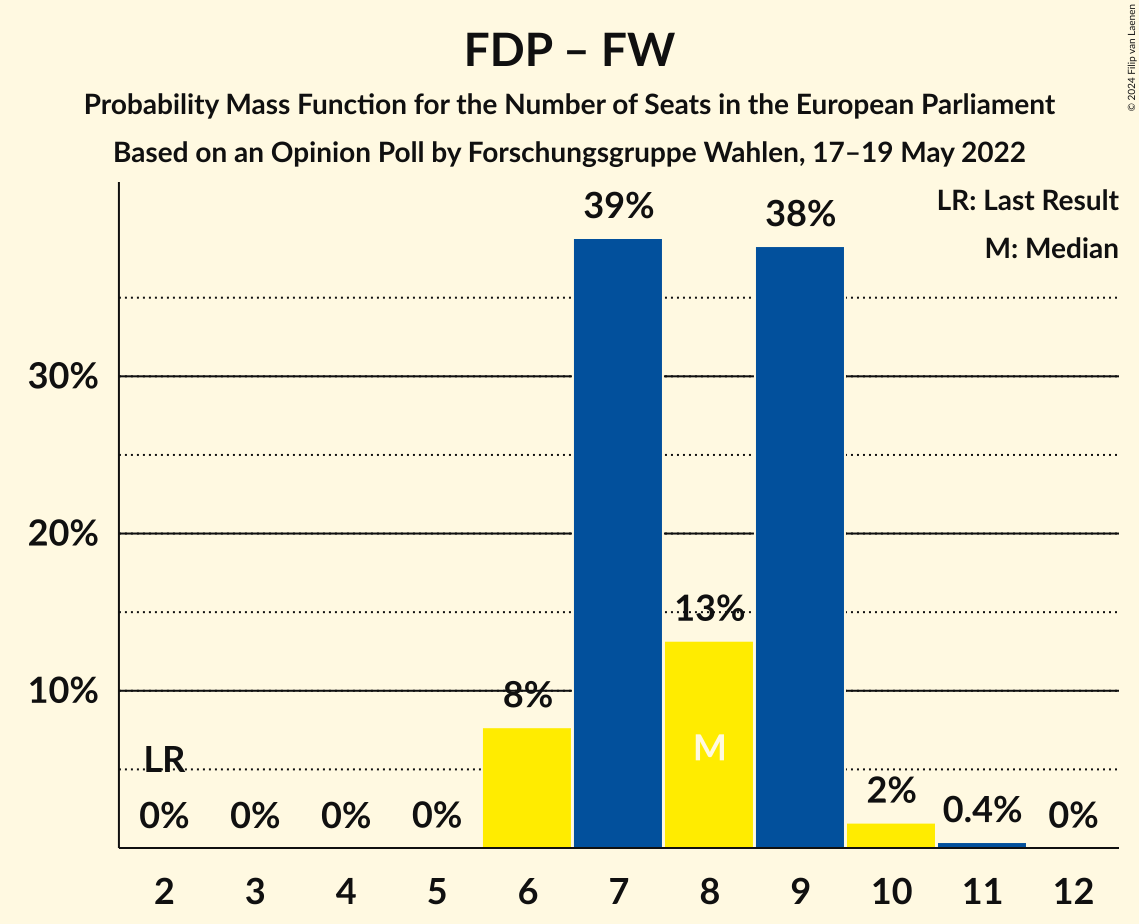 FDP – FW
Probability Mass Function for the Number of Seats in the European Parliament
Based on an Opinion Poll by Forschungsgruppe Wahlen, 17–19 May 2022
© 2024 Filip van Laenen
LR: Last Result
M: Median
39%
38%
30%
20%
13%
10%
8%
M
LR
2%
0.4%
0%
0%
0%
0%
0%
2 3 4 5 6 7 8 9 10 11 12